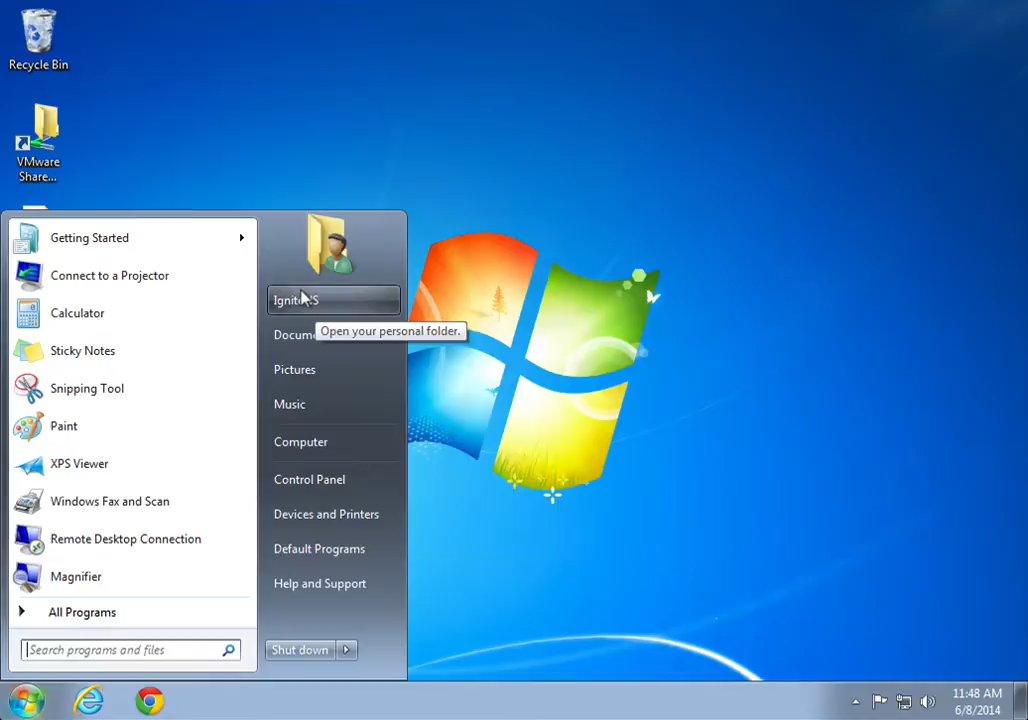 Recycle Bin
VMware
Share...
Getting Started
Connect to a Projector
Calculator
Sticky Notes
Snipping Tool
Paint
XPS Viewer
Windows Fax and Scan
Remote Desktop Connection
Magnifier
All Programs
Search programs and files
Open your personal folder.
Pictures
Music
Computer
Control Panel
Devices and Printers
Default Programs
Help and Support
Shut down
11:48 AM
6/8/2014